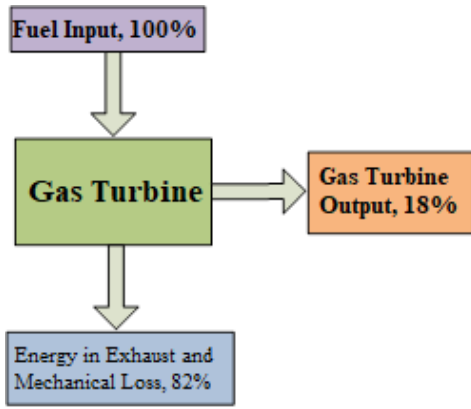 Fuel Input, 100%
Gas Turbine
Gas Turbine
Output, 18%
Energy in Exhaust and
Mechanical Loss, 82%